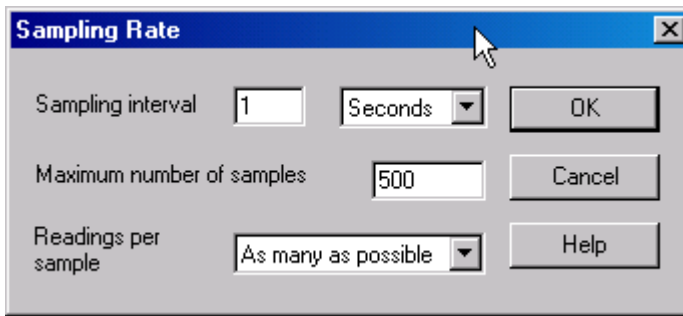 Sampling Rate
Sampling interval 1 Seconds OK
Maximum number of samples 500 Cancel
Readings per
sample As many as possible Help